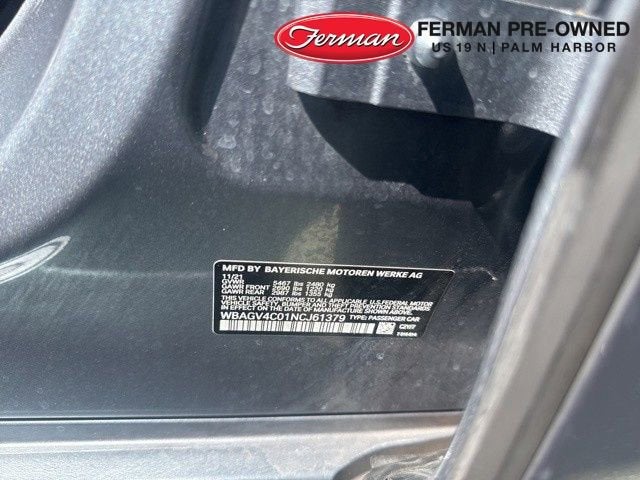 Ferman
FERMAN PRE-OWNED
US 19 N | PALM HARBOR
MFD BY BAYERISCHE MOTOREN WERKE AG
11/21
GVWR 5467 lbs 2480 kg
GAWR FRONT 2690 lbs 1220 kg
GAWR REAR 2987 lbs 1355 kg
THIS VEHICLE CONFORMS TO ALL APPLICABLE U.S. FEDERAL MOTOR
VEHICLE SAFETY, BUMPER AND THEFT PREVENTION STANDARDS IN
EFFECT ON THE DATE OF MANUFACTURE SHOWN ABOVE.
WBAGV4C01NCJ61379 TYPE: PASSENGER CAR